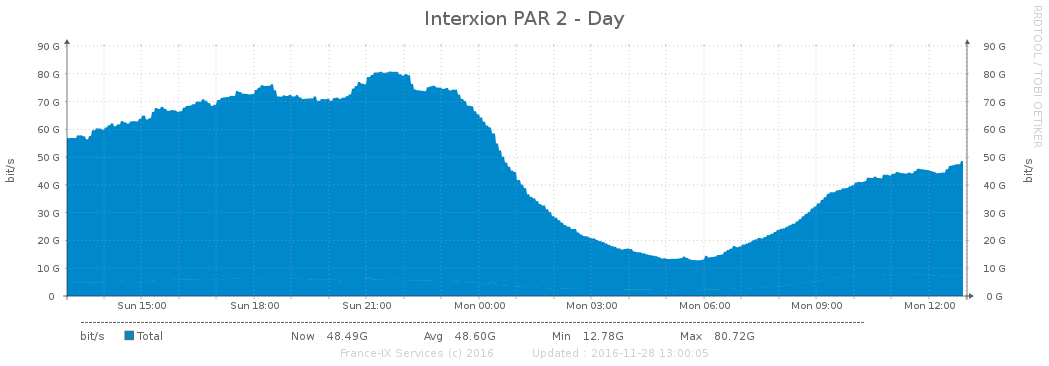 Interxion PAR 2 - Day
RRDTOOL / TOBI OETIKER
90 G 90 G
80 G 80 G
70 G 70 G
60 G 60 G
50 G 50 G
40 G 40 G
30 G 30 G
20 G 20 G
10 G 10 G
0 0 G
bit/s
bit/s
Sun 15:00 Sun 18:00 Sun 21:00 Mon 00:00 Mon 03:00 Mon 06:00 Mon 09:00 Mon 12:00
bit/s Total Now 48.49G Avg 48.60G Min 12.78G Max 80.72G
France-IX Services (c) 2016 Updated : 2016-11-28 13:00:05